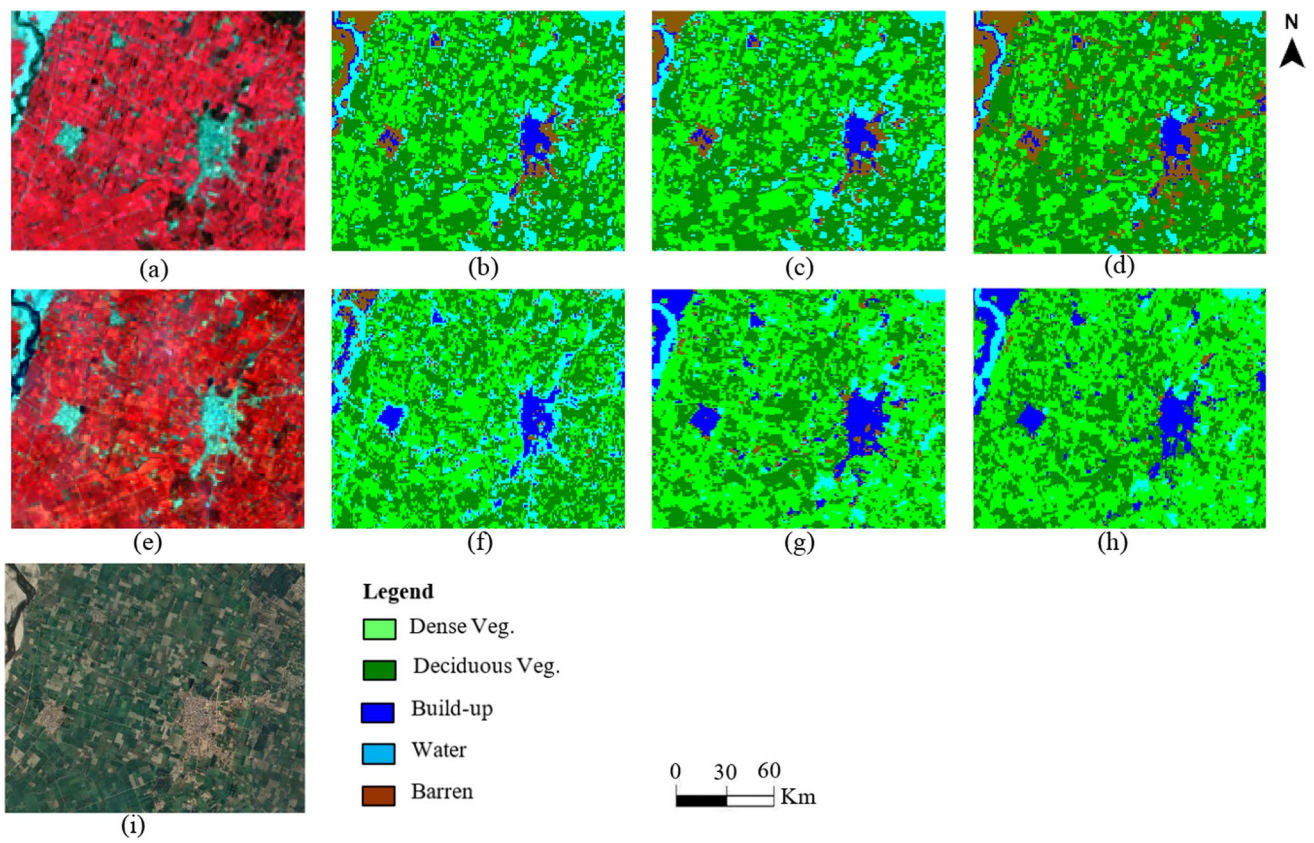 N
(a)
(b)
(c)
(d)
(e)
(f)
(g)
(h)
Legend
Dense Veg.
Deciduous Veg.
Build-up
Water
Barren
0 30 60
Km
(i)